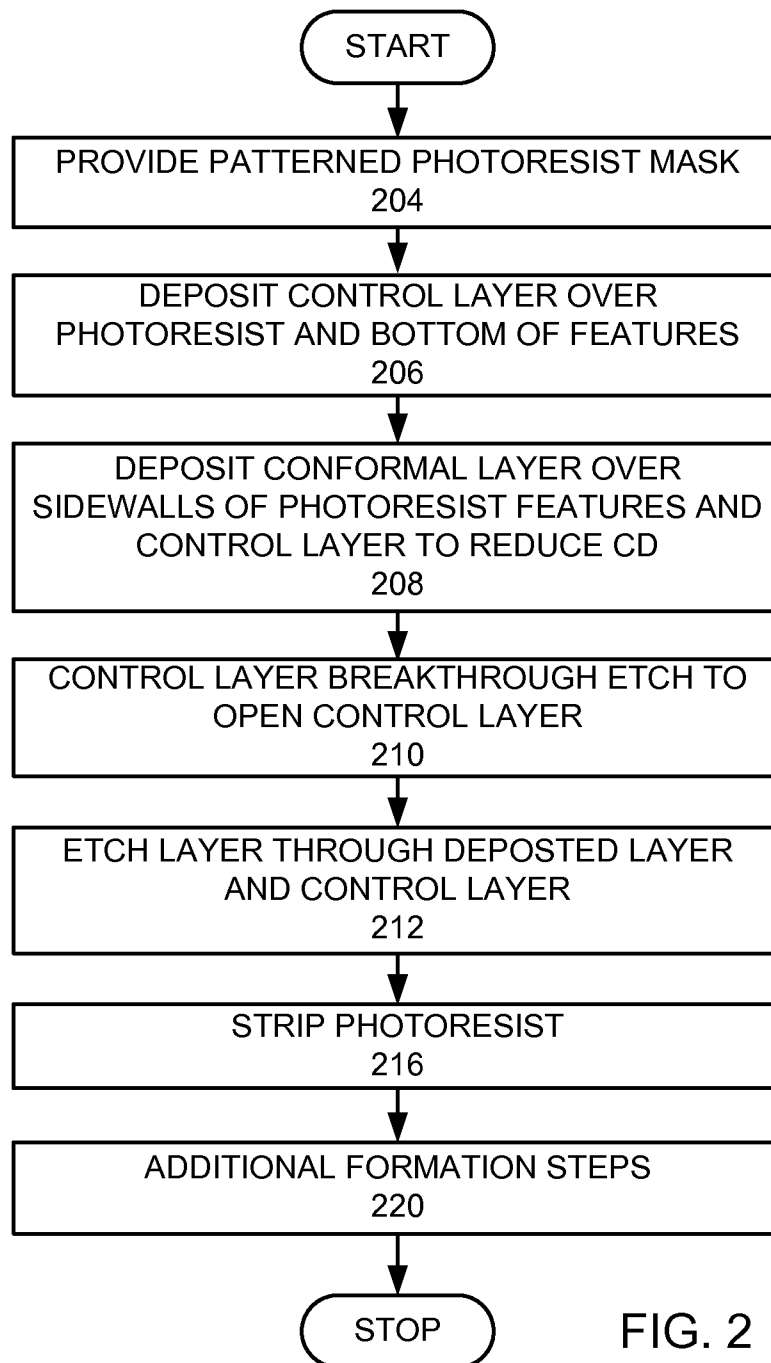 START
PROVIDE PATTERNED PHOTORESIST MASK
204
DEPOSIT CONTROL LAYER OVER
PHOTORESIST AND BOTTOM OF FEATURES
206
DEPOSIT CONFORMAL LAYER OVER
SIDEWALLS OF PHOTORESIST FEATURES AND
CONTROL LAYER TO REDUCE CD
208
CONTROL LAYER BREAKTHROUGH ETCH TO
OPEN CONTROL LAYER
210
ETCH LAYER THROUGH DEPOSTED LAYER
AND CONTROL LAYER
212
STRIP PHOTORESIST
216
ADDITIONAL FORMATION STEPS
220
STOP
FIG. 2